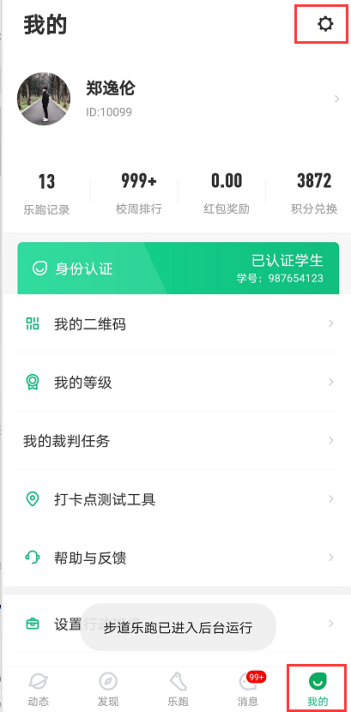 我的
郑逸伦
ID:10099
13
999+
0.00
3872
乐跑记录
校周排行
红包奖励
积分兑换
身份认证
已认证学生
学号：987654123
我的二维码
我的等级
我的裁判任务
打卡点测试工具
帮助与反馈
设置
步道乐跑已进入后台运行
99+
动态
发现
乐跑
消息
我的